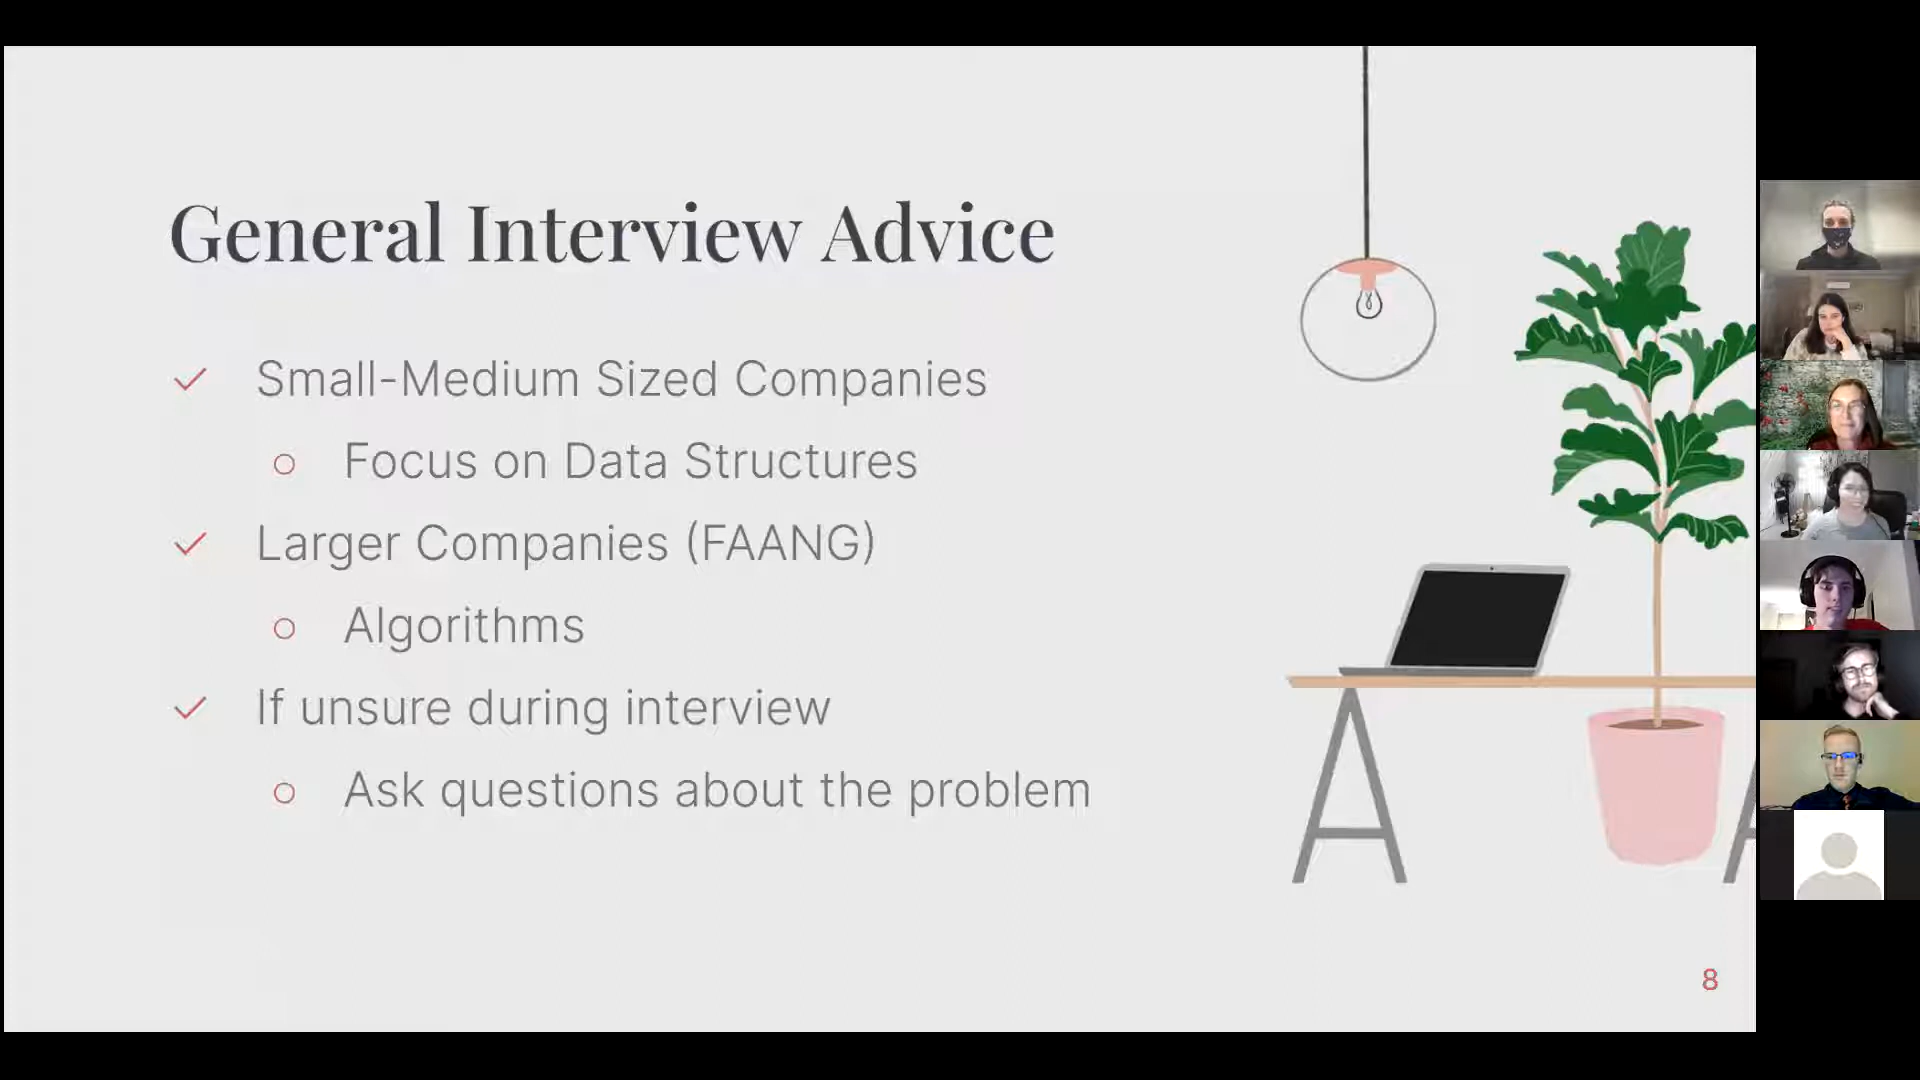 General Interview Advice
Small-Medium Sized Companies
Focus on Data Structures
Larger Companies (FAANG)
Algorithms
If unsure during interview
Ask questions about the problem
8